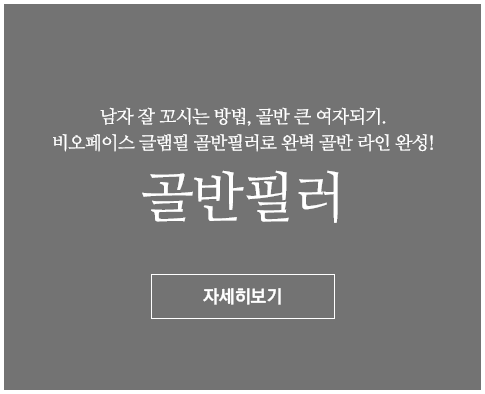 남자 잘 꼬시는 방법, 골반 큰 여자되기.
비오페이스 글램필 골반필러로 완벽 골반 라인 완성!
골반필러
자세히보기